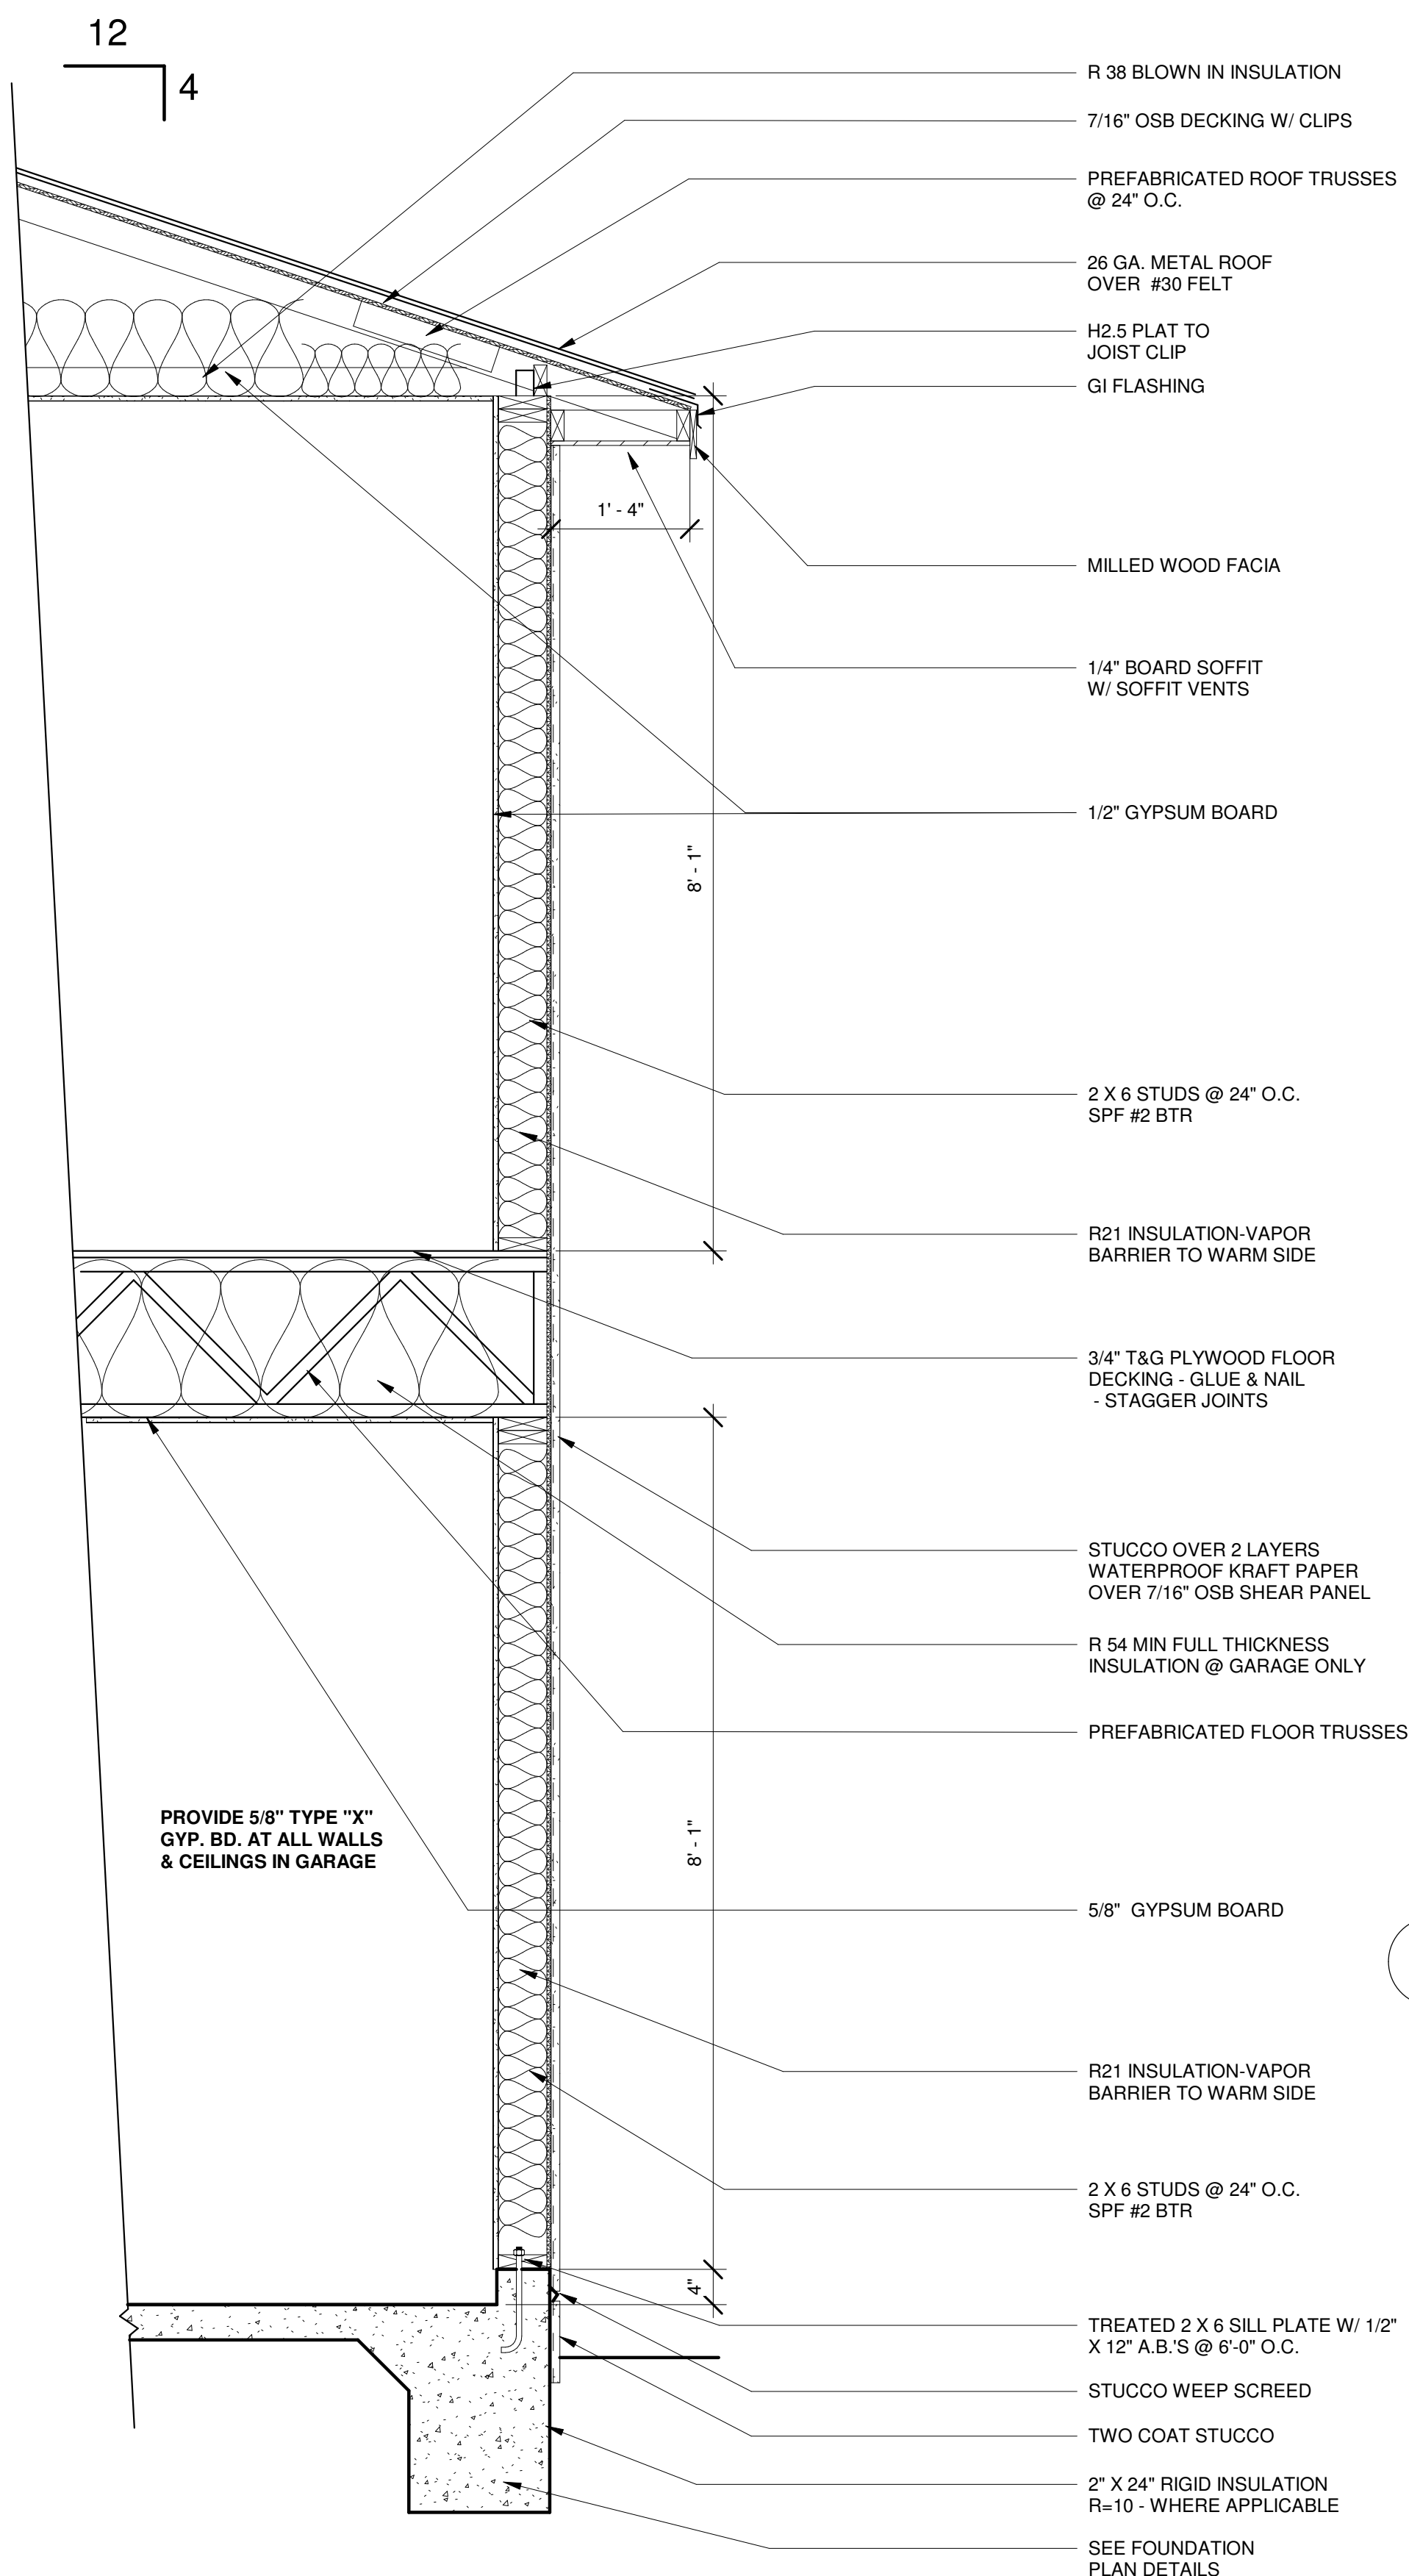 12
4
R 38 BLOWN IN INSULATION
7/16" OSB DECKING W/ CLIPS
PREFABRICATED ROOF TRUSSES
@ 24" O.C.
26 GA. METAL ROOF
OVER #30 FELT
H2.5 PLAT TO
JOIST CLIP
GI FLASHING
1' - 4"
MILLED WOOD FACIA
1/4" BOARD SOFFIT
W/ SOFFIT VENTS
1/2" GYPSUM BOARD
8' - 1"
2 X 6 STUDS @ 24" O.C.
SPF #2 BTR
R21 INSULATION-VAPOR
BARRIER TO WARM SIDE
3/4" T&G PLYWOOD FLOOR
DECKING - GLUE & NAIL
- STAGGER JOINTS
STUCCO OVER 2 LAYERS
WATERPROOF KRAFT PAPER
OVER 7/16" OSB SHEAR PANEL
R 54 MIN FULL THICKNESS
INSULATION @ GARAGE ONLY
PREFABRICATED FLOOR TRUSSES
PROVIDE 5/8" TYPE "X"
GYP. BD. AT ALL WALLS
& CEILINGS IN GARAGE
8' - 1"
5/8" GYPSUM BOARD
R21 INSULATION-VAPOR
BARRIER TO WARM SIDE
2 X 6 STUDS @ 24" O.C.
SPF #2 BTR
4"
TREATED 2 X 6 SILL PLATE W/ 1/2"
X 12" A.B.'S @ 6'-0" O.C.
STUCCO WEEP SCREED
TWO COAT STUCCO
2" X 24" RIGID INSULATION
R=10 - WHERE APPLICABLE
SEE FOUNDATION
PLAN DETAILS